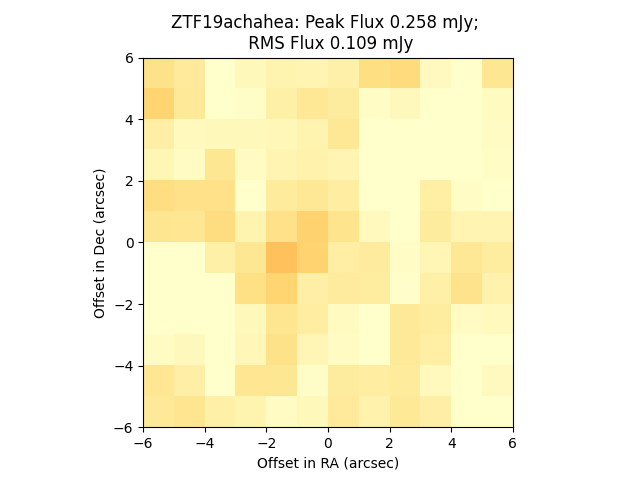 ZTF19achahea: Peak Flux 0.258 mJy;
RMS Flux 0.109 mJy
6
4
2
0
−2
−4
−6
Offset in Dec (arcsec)
−6 −4 −2 0 2 4 6
Offset in RA (arcsec)